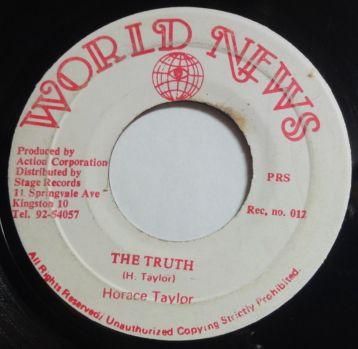 WORLD NEWS
Produced by
Action Corporation
Distributed by
Stage Records
11 Springvale Ave
Kingston 10
Tel. 92-54057
PRS
Rec. no. 012
THE TRUTH
(H. Taylor)
Horace Taylor
All Rights Reserved/ Unauthorized Copying Strictly Prohibited.